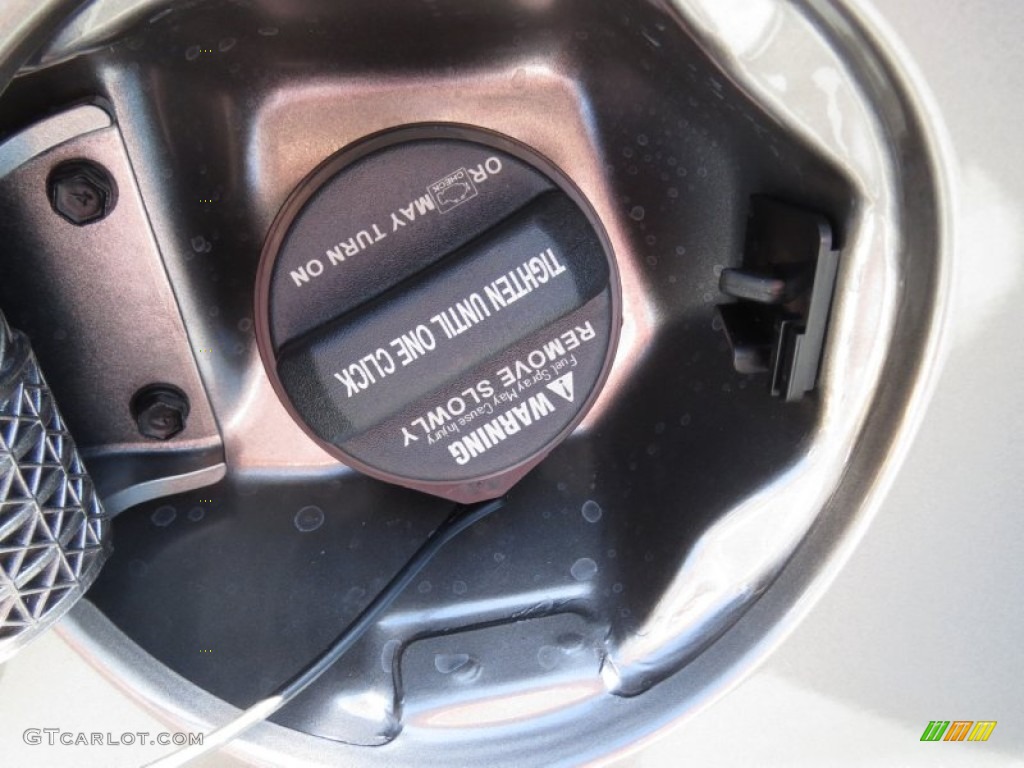 ⚠WARNING
Fuel Spray May Cause Injury
REMOVE SLOWLY
TIGHTEN UNTIL ONE CLICK
OR CHECK MAY TURN ON
GTCARLOT.COM